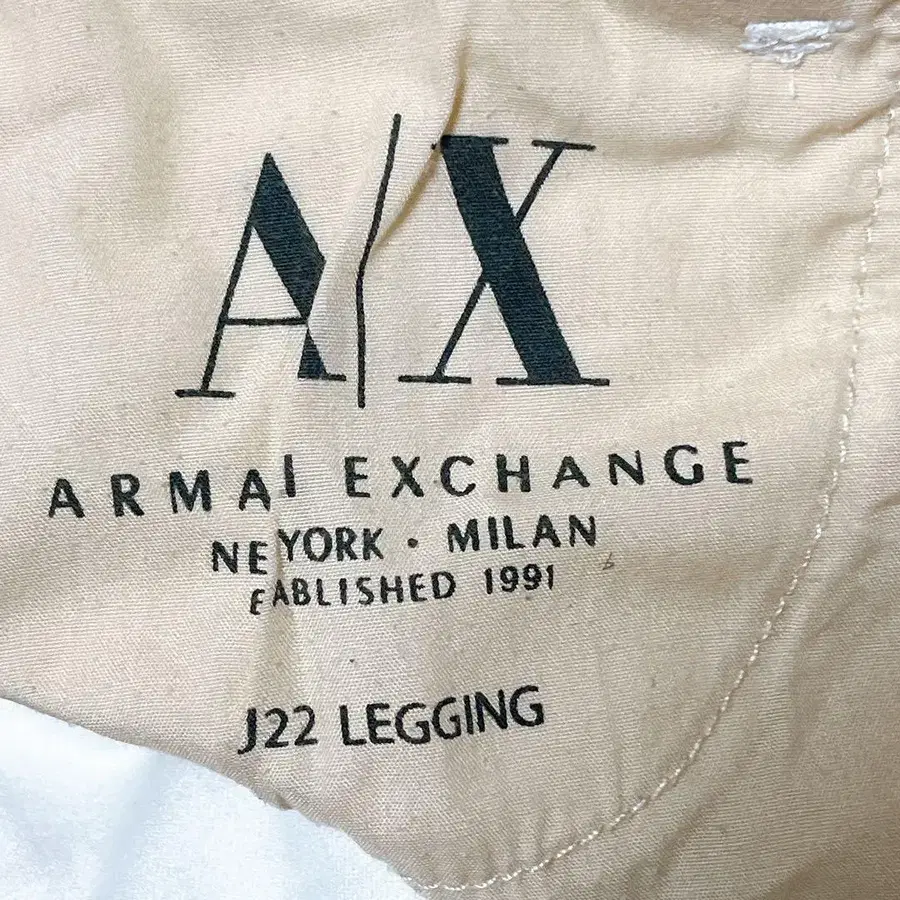 A|X
ARMAI EXCHANGE
NEYORK · MILAN
EABLISHED 1991
J22 LEGGING